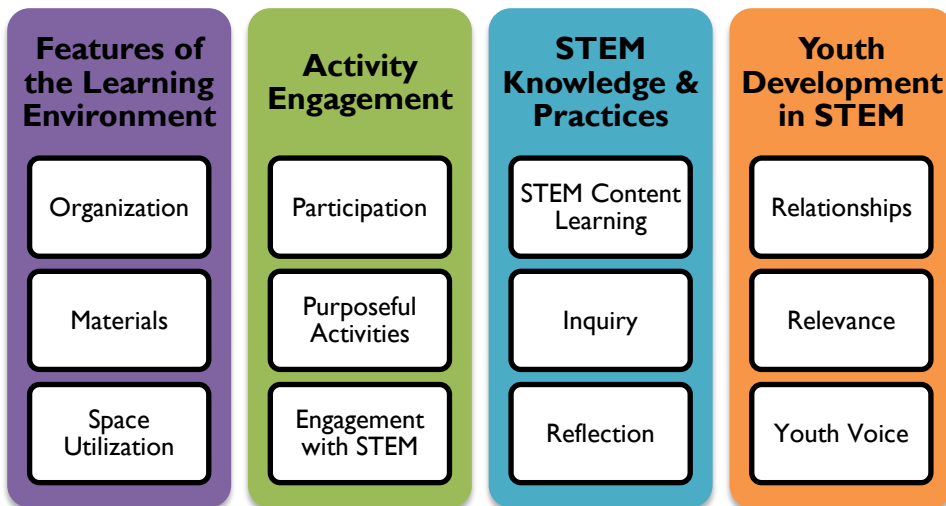 Features of
the Learning
Environment
Organization
Materials
Space
Utilization
Activity
Engagement
Participation
Purposeful
Activities
Engagement
with STEM
STEM
Knowledge &
Practices
STEM Content
Learning
Inquiry
Reflection
Youth
Development
in STEM
Relationships
Relevance
Youth Voice